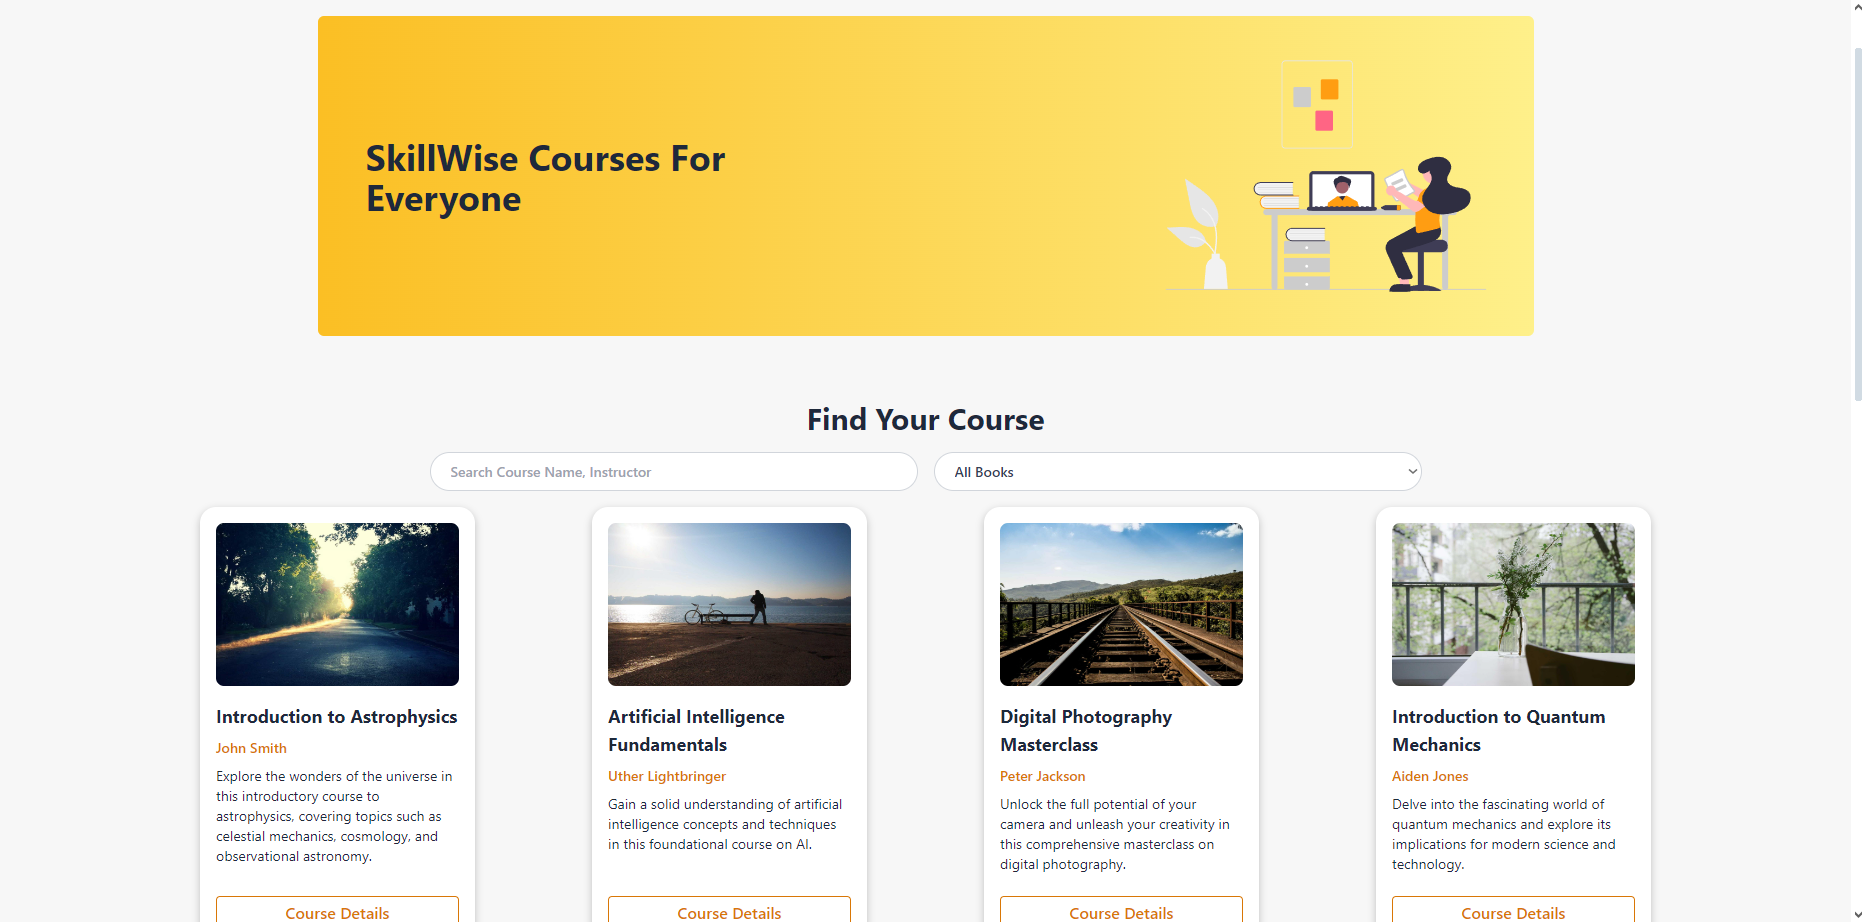 SkillWise Courses For
Everyone
Find Your Course
Search Course Name, Instructor
All Books
Introduction to Astrophysics
John Smith
Explore the wonders of the universe in
this introductory course to
astrophysics, covering topics such as
celestial mechanics, cosmology, and
observational astronomy.
Course Details
Artificial Intelligence
Fundamentals
Uther Lightbringer
Gain a solid understanding of artificial
intelligence concepts and techniques
in this foundational course on AI.
Course Details
Digital Photography
Masterclass
Peter Jackson
Unlock the full potential of your
camera and unleash your creativity in
this comprehensive masterclass on
digital photography.
Course Details
Introduction to Quantum
Mechanics
Aiden Jones
Delve into the fascinating world of
quantum mechanics and explore its
implications for modern science and
technology.
Course Details